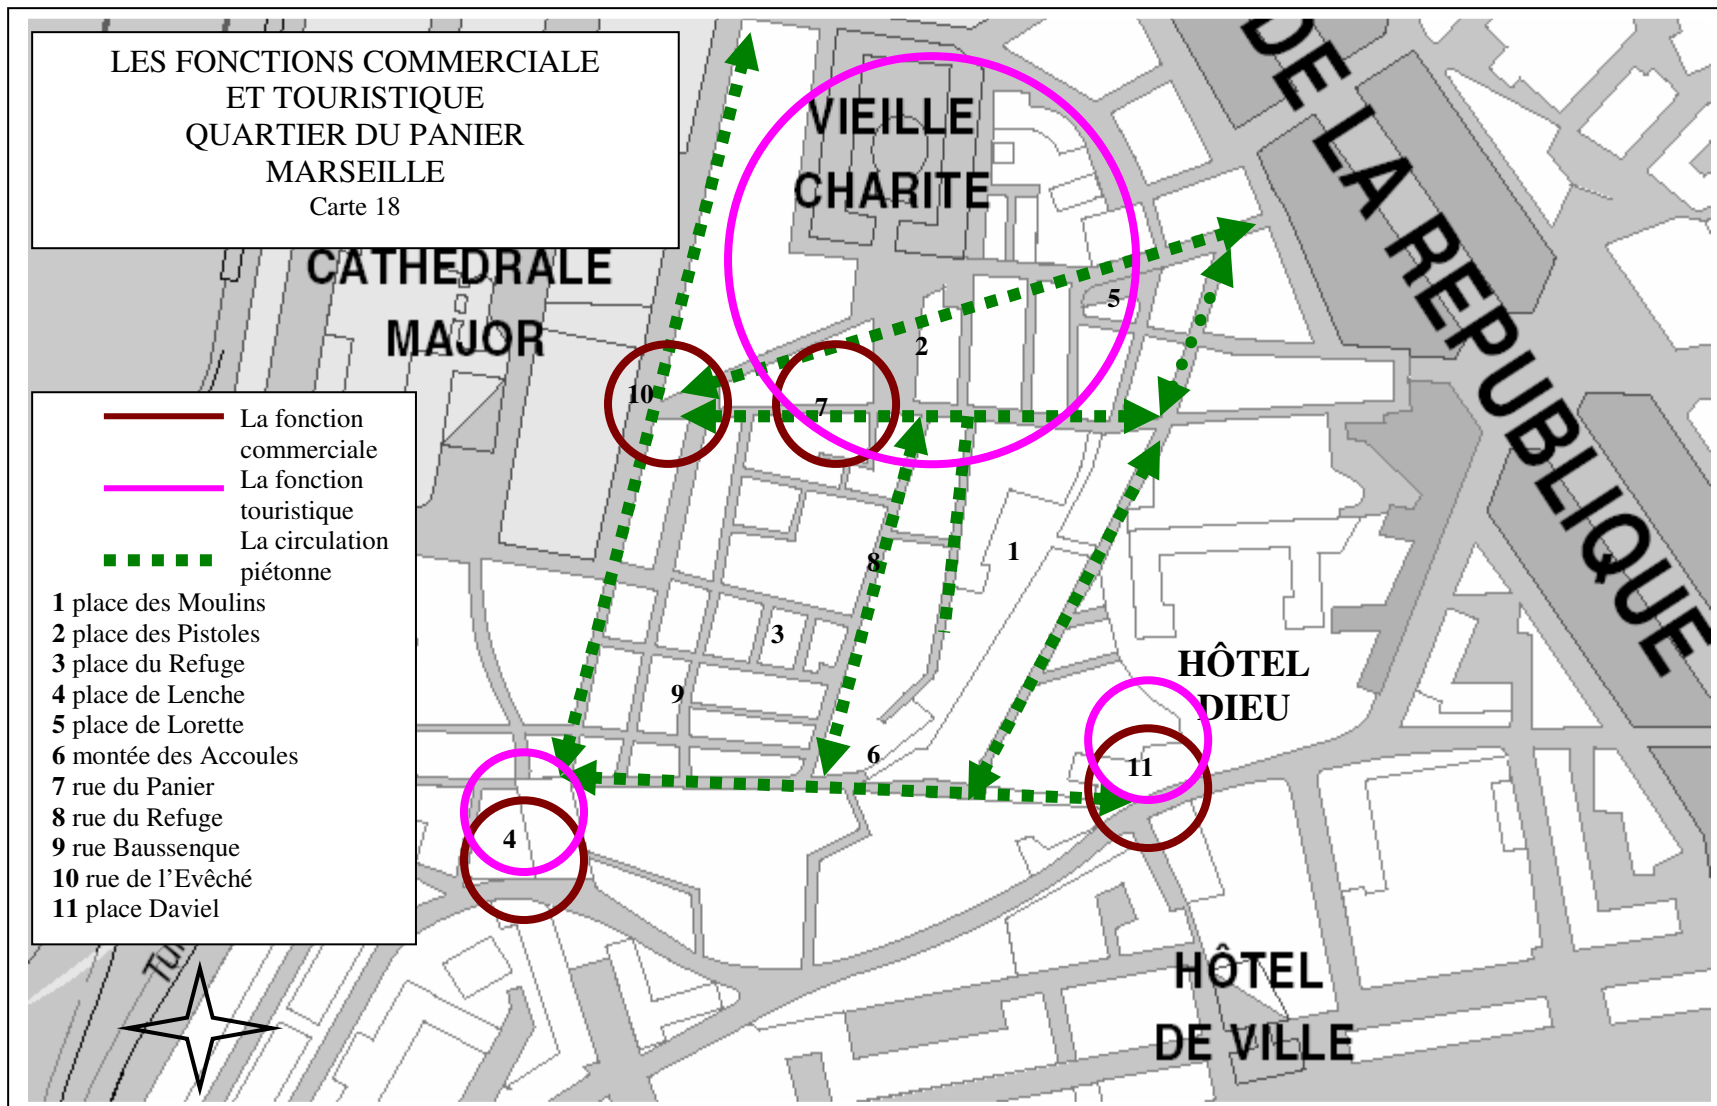 LES FONCTIONS COMMERCIALE
ET TOURISTIQUE
QUARTIER DU PANIER
MARSEILLE
Carte 18
VIEILLE
CHARITE
DE LA REPUBLIQUE
CATHEDRALE
MAJOR
5
2
10
7
La fonction
commerciale
La fonction
touristique
La circulation
piétonne
1 place des Moulins
2 place des Pistoles
3 place du Refuge
4 place de Lenche
5 place de Lorette
6 montée des Accoules
7 rue du Panier
8 rue du Refuge
9 rue Baussenque
10 rue de l'Evêché
11 place Daviel
1
8
3
9
HÔTEL
DIEU
6
11
4
HÔTEL
DE VILLE